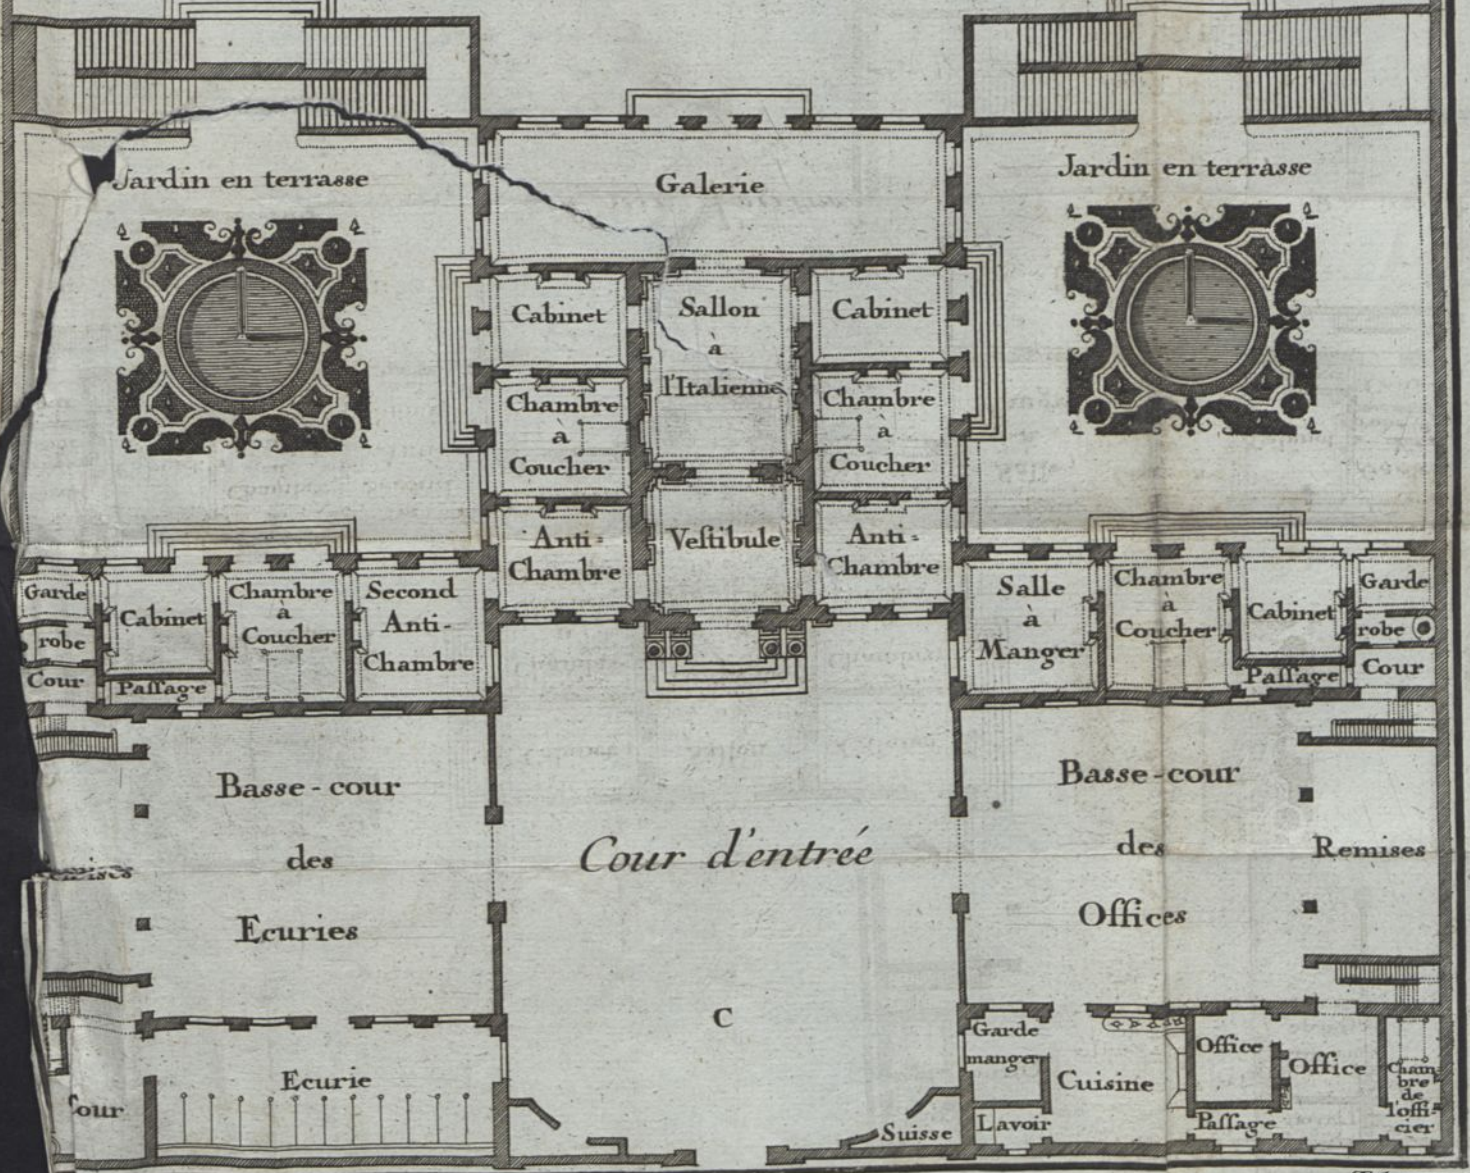 Jardin en terrasse
Galerie
Jardin en terrasse
Cabinet
Sallon
à
l'Italienne
Cabinet
Chambre
à
Coucher
Chambre
à
Coucher
Anti=
Chambre
Veſtibule
Anti=
Chambre
Garde
robe
Cour
Cabinet
Paſſage
Chambre
à
Coucher
Second
Anti-
Chambre
Salle
à
Manger
Chambre
à
Coucher
Cabinet
Paſſage
Garde
robe
Cour
Basse-cour
des
Ecuries
Cour d'entrée
C
Basse-cour
des
Offices
Remises
Remises
Ecurie
Cour
Garde
manger
Lavoir
Cuisine
Suisse
Office
Paſſage
Office
Cham
bre
de
l'offi-
cier